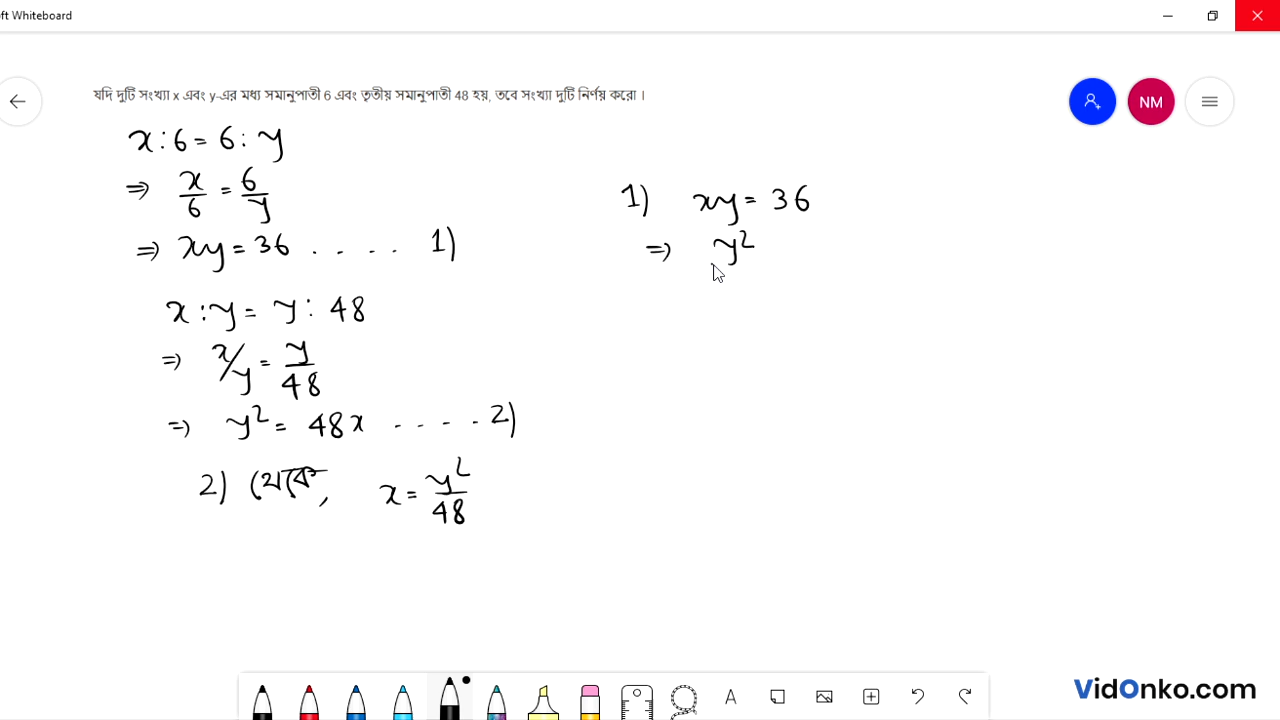 oft Whiteboard
যদি দুটি সংখ্যা x এবং y-এর মধ্য সমানুপাতী 6 এবং তৃতীয় সমানুপাতী 48 হয়, তবে সংখ্যা দুটি নির্ণয় করো ।
NM
x : 6 = 6 : y
⇒ x/6 = 6/y
⇒ xy = 36 . . . . 1)
x : y = y : 48
⇒ x/y = y/48
⇒ y² = 48x . . . . 2)
2) থেকে, x = y²/48
1) xy = 36
⇒ y²
A
VidOnko.com